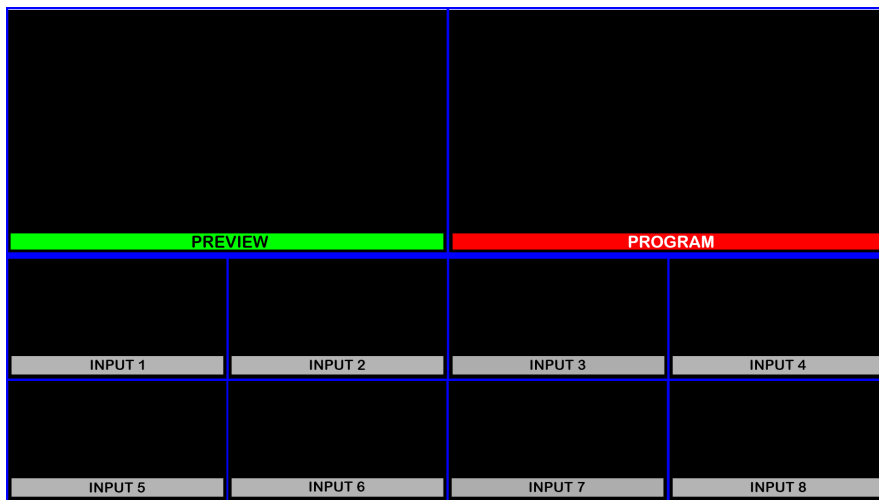 PREVIEW
PROGRAM
INPUT 1
INPUT 2
INPUT 3
INPUT 4
INPUT 5
INPUT 6
INPUT 7
INPUT 8